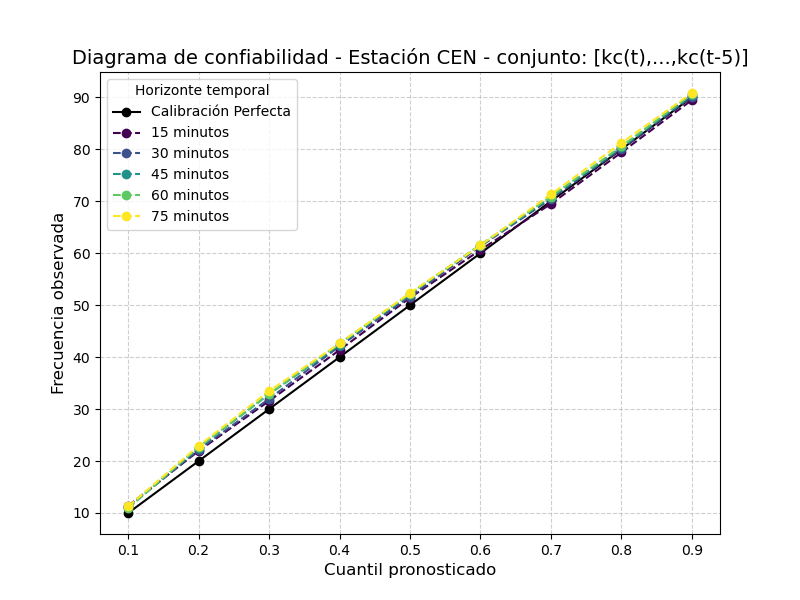 Diagrama de confiabilidad - Estación CEN - conjunto: [kc(t),...,kc(t-5)]
Horizonte temporal
Calibración Perfecta
15 minutos
30 minutos
45 minutos
60 minutos
75 minutos
Frecuencia observada
90
80
70
60
50
40
30
20
10
0.1 0.2 0.3 0.4 0.5 0.6 0.7 0.8 0.9
Cuantil pronosticado